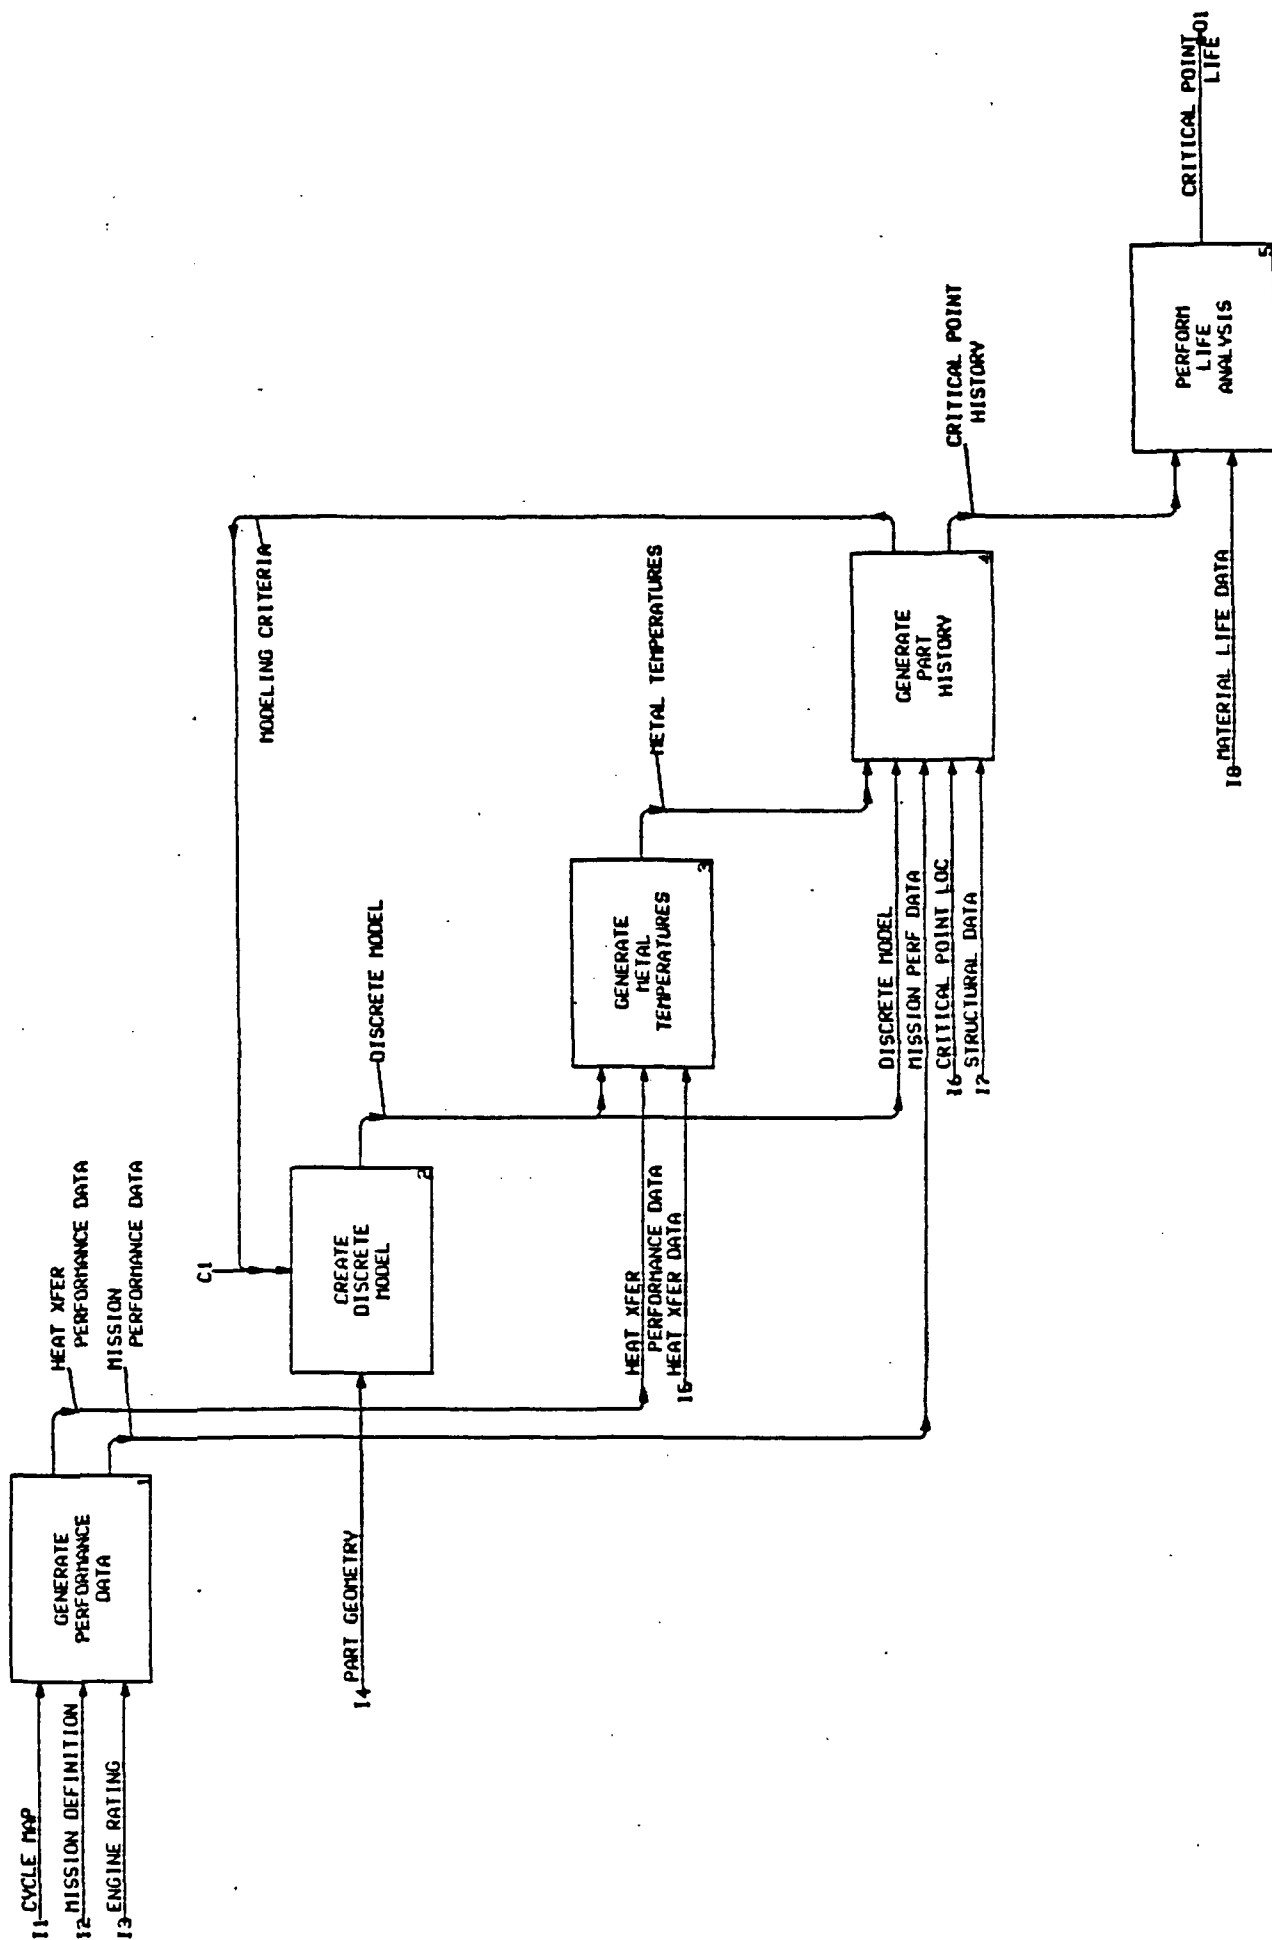 I1 CYCLE MAP
I2 MISSION DEFINITION
I3 ENGINE RATING
GENERATE
PERFORMANCE
DATA
1
HEAT XFER
PERFORMANCE DATA
MISSION
PERFORMANCE DATA
C1
MODELING CRITERIA
I4 PART GEOMETRY
CREATE
DISCRETE
MODEL
2
DISCRETE MODEL
HEAT XFER
PERFORMANCE DATA
HEAT XFER DATA
I5
GENERATE
METAL
TEMPERATURES
3
METAL TEMPERATURES
DISCRETE MODEL
MISSION PERF DATA
I6 CRITICAL POINT LOC
I7 STRUCTURAL DATA
GENERATE
PART
HISTORY
4
CRITICAL POINT
HISTORY
I8 MATERIAL LIFE DATA
PERFORM
LIFE
ANALYSIS
5
CRITICAL POINT O1
LIFE